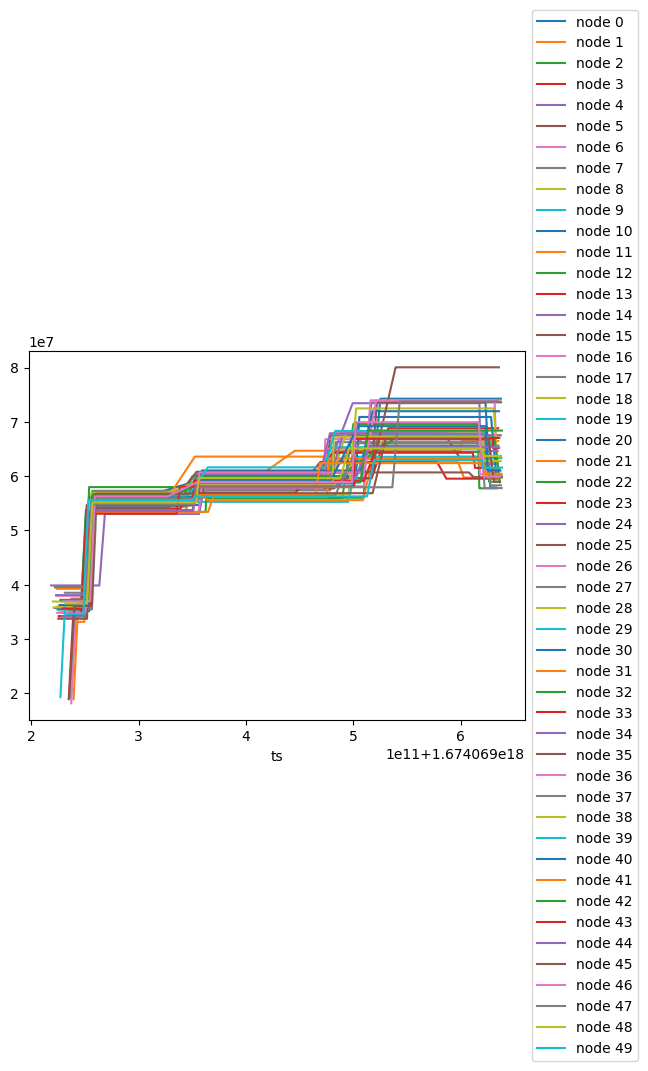 1e7
8
7
6
5
4
3
2
2
3
4
5
6
ts
1e11+1.674069e18
node 0
node 1
node 2
node 3
node 4
node 5
node 6
node 7
node 8
node 9
node 10
node 11
node 12
node 13
node 14
node 15
node 16
node 17
node 18
node 19
node 20
node 21
node 22
node 23
node 24
node 25
node 26
node 27
node 28
node 29
node 30
node 31
node 32
node 33
node 34
node 35
node 36
node 37
node 38
node 39
node 40
node 41
node 42
node 43
node 44
node 45
node 46
node 47
node 48
node 49